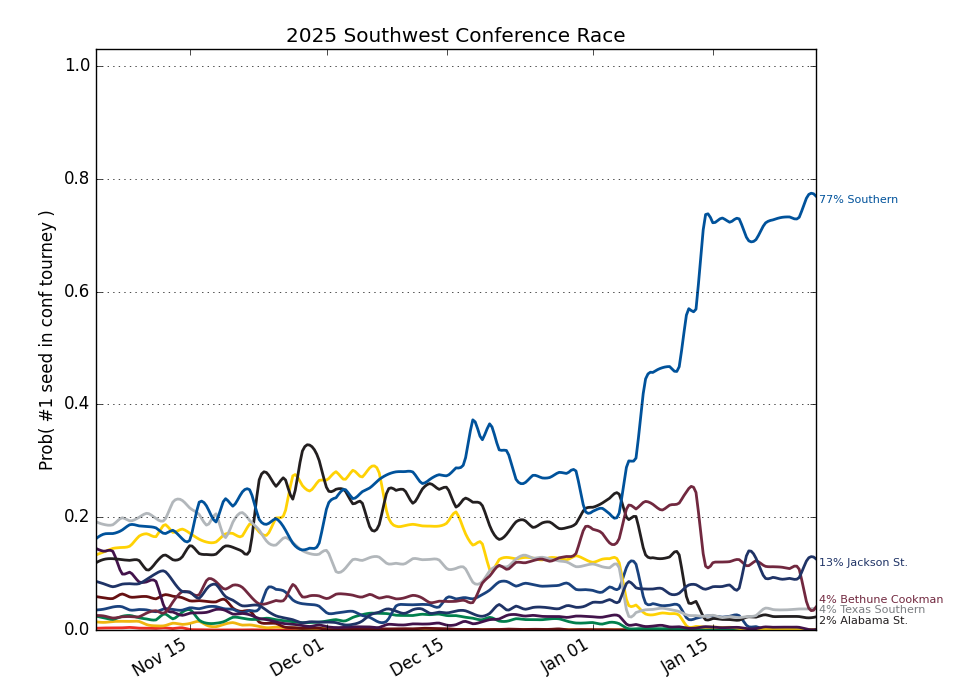 2025 Southwest Conference Race
Prob( #1 seed in conf tourney )
1.0
0.8
0.6
0.4
0.2
0.0
77% Southern
13% Jackson St.
4% Bethune Cookman
4% Texas Southern
2% Alabama St.
Nov 15
Dec 01
Dec 15
Jan 01
Jan 15